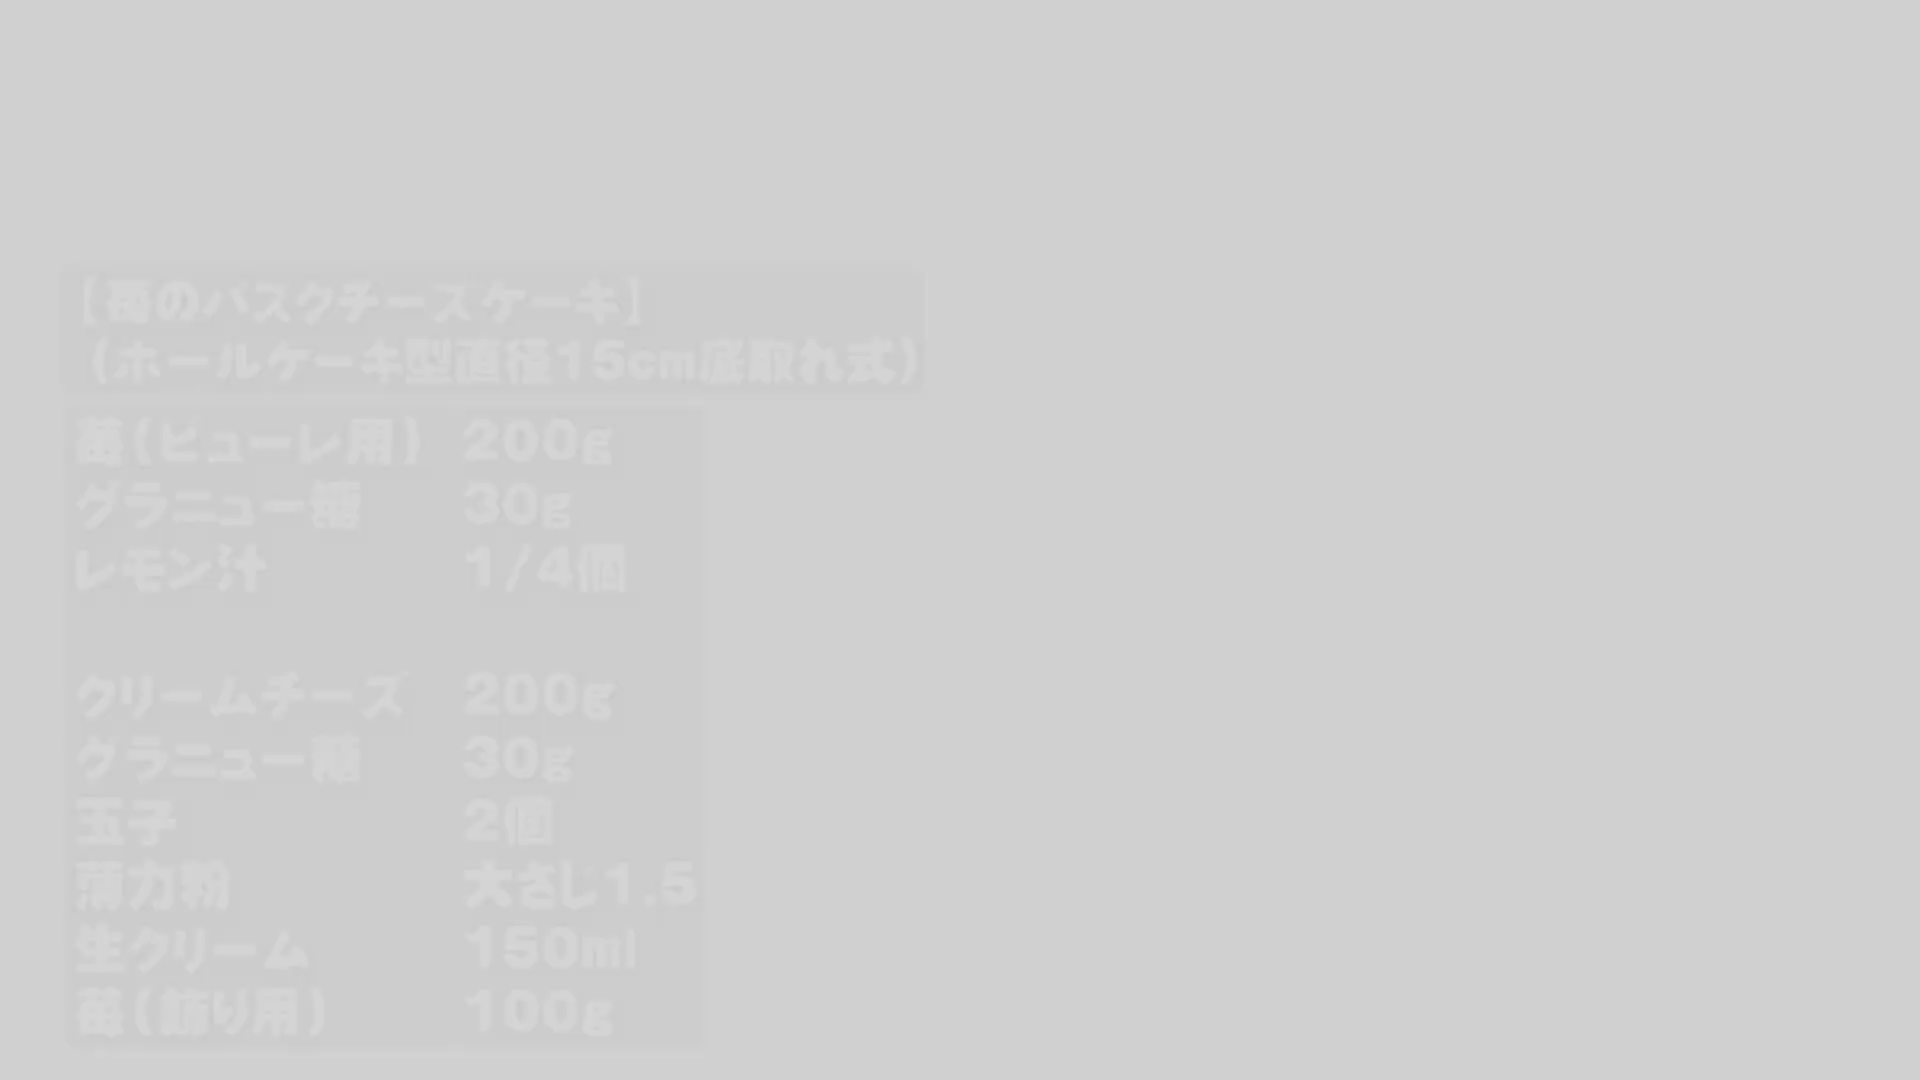 【苺のバスクチーズケーキ】
(ホールケーキ型直径15cm底取れ式)
苺(ピューレ用) 200g
グラニュー糖 30g
レモン汁 1/4個
クリームチーズ 200g
グラニュー糖 30g
玉子 2個
薄力粉 大さじ1.5
生クリーム 150ml
苺(飾り用) 100g